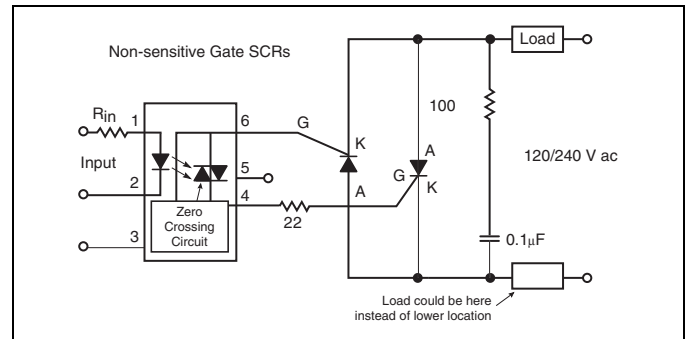 Non-sensitive Gate SCRs
Load
Rin
1
6
G
100
K
A
Input
5
G
K
120/240 V ac
2
4
A
22
Zero
Crossing
Circuit
3
0.1μF
Load could be here
instead of lower location